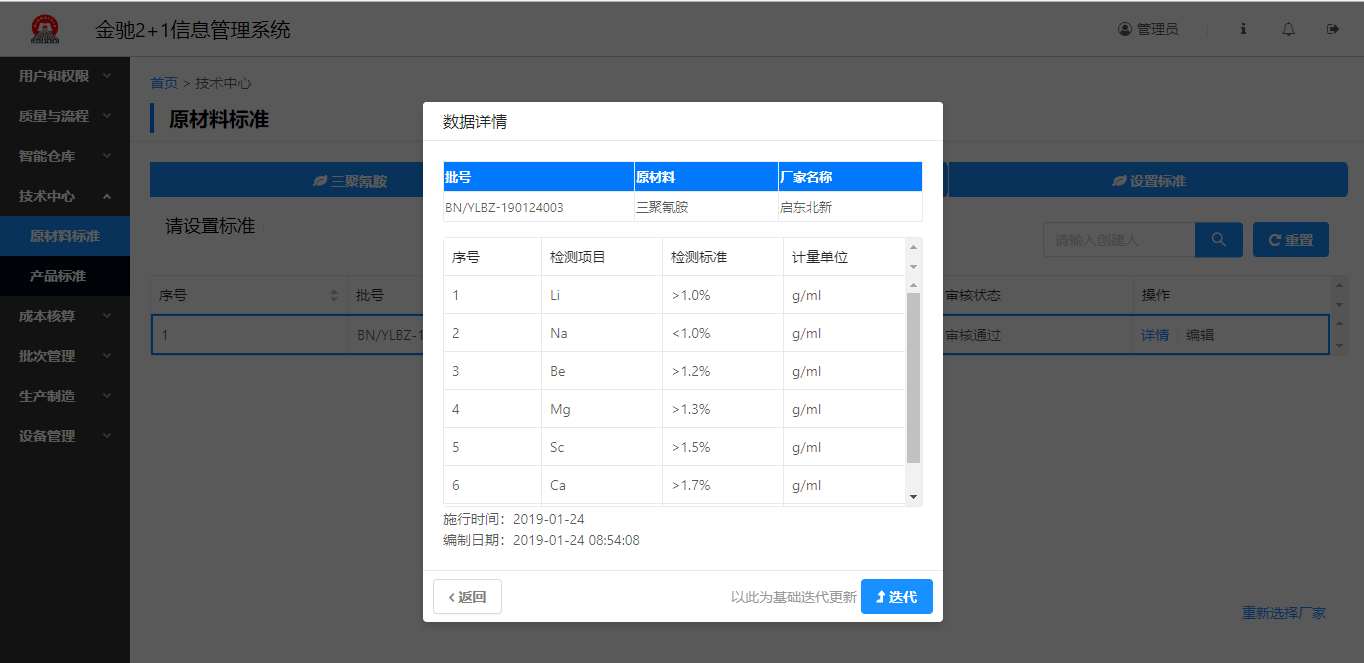 金驰2+1信息管理系统
管理员
用户和权限
质量与流程
智能仓库
技术中心
原材料标准
产品标准
成本核算
批次管理
生产制造
设备管理
首页 > 技术中心
原材料标准
三聚氰胺
设置标准
请设置标准
请输入创建人
重置
序号 批号 审核状态 操作
1 BN/YLBZ-1 审核通过 详情 编辑
重新选择厂家
数据详情
批号 原材料 厂家名称
BN/YLBZ-190124003 三聚氰胺 启东北新
序号 检测项目 检测标准 计量单位
1 Li >1.0% g/ml
2 Na <1.0% g/ml
3 Be >1.2% g/ml
4 Mg >1.3% g/ml
5 Sc >1.5% g/ml
6 Ca >1.7% g/ml
施行时间：2019-01-24
编制日期：2019-01-24 08:54:08
返回
以此为基础迭代更新
迭代